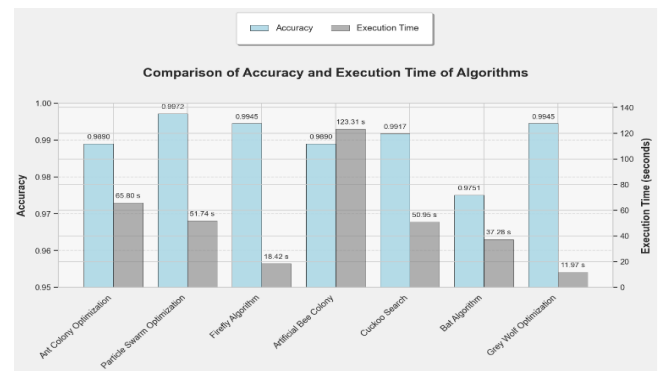 Accuracy
Execution Time
Comparison of Accuracy and Execution Time of Algorithms
1.00
0.99
0.98
0.97
0.96
0.95
Accuracy
0.9890
65.80 s
0.9972
51.74 s
0.9945
18.42 s
0.9890
123.31 s
0.9917
50.95 s
0.9751
37.28 s
0.9945
11.97 s
140
120
100
80
60
40
20
0
Execution Time (seconds)
Ant Colony Optimization
Particle Swarm Optimization
Firefly Algorithm
Artificial Bee Colony
Cuckoo Search
Bat Algorithm
Grey Wolf Optimization